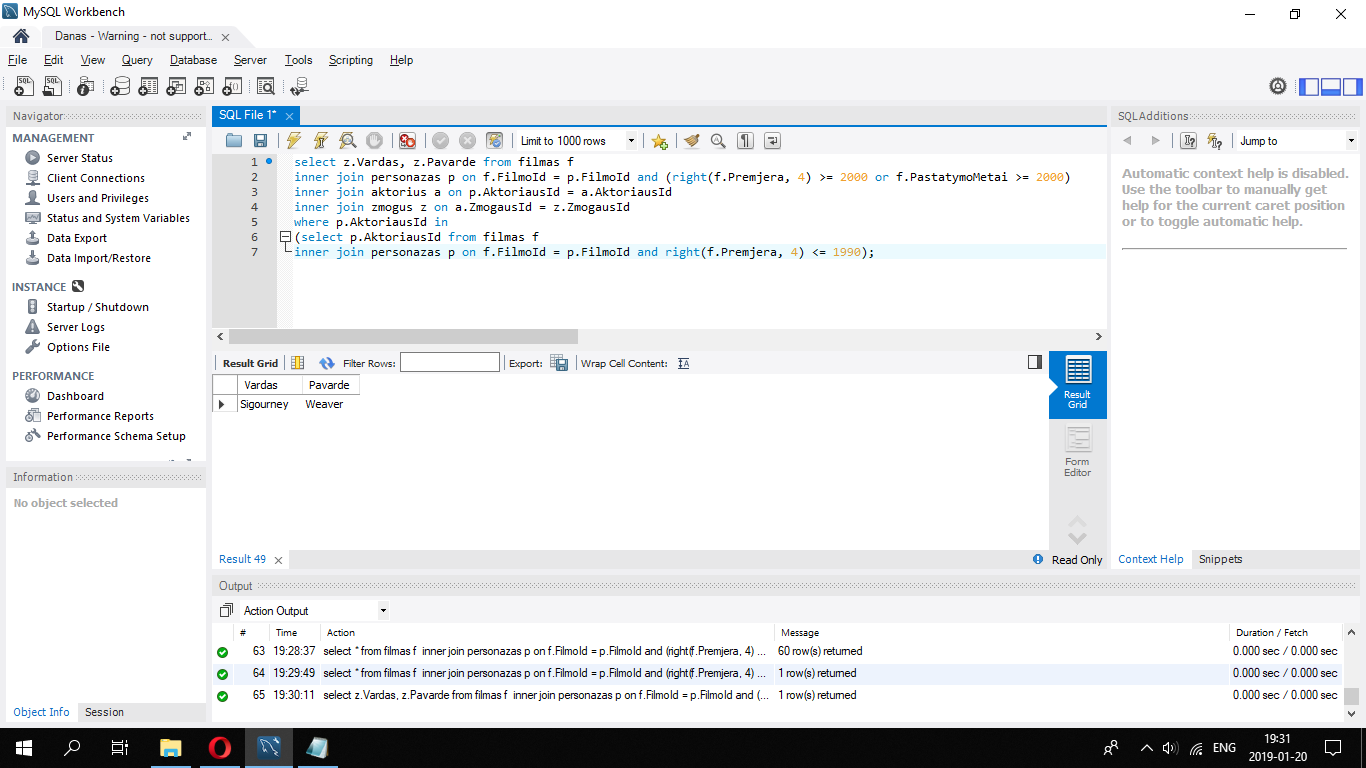 MySQL Workbench
Danas - Warning - not support...
File Edit View Query Database Server Tools Scripting Help
Navigator
MANAGEMENT
Server Status
Client Connections
Users and Privileges
Status and System Variables
Data Export
Data Import/Restore
INSTANCE
Startup / Shutdown
Server Logs
Options File
PERFORMANCE
Dashboard
Performance Reports
Performance Schema Setup
Information
No object selected
Object Info Session
SQL File 1*
Limit to 1000 rows
1 select z.Vardas, z.Pavarde from filmas f
2 inner join personazas p on f.FilmoId = p.FilmoId and (right(f.Premjera, 4) >= 2000 or f.PastatymoMetai >= 2000)
3 inner join aktorius a on p.AktoriausId = a.AktoriausId
4 inner join zmogus z on a.ZmogausId = z.ZmogausId
5 where p.AktoriausId in
6 (select p.AktoriausId from filmas f
7 inner join personazas p on f.FilmoId = p.FilmoId and right(f.Premjera, 4) <= 1990);
Result Grid Filter Rows: Export: Wrap Cell Content:
Vardas Pavarde
Sigourney Weaver
Result Grid
Form Editor
Result 49
Read Only
SQLAdditions
Jump to
Automatic context help is disabled.
Use the toolbar to manually get
help for the current caret position
or to toggle automatic help.
Context Help Snippets
Output
Action Output
# Time Action Message Duration / Fetch
63 19:28:37 select * from filmas f inner join personazas p on f.FilmoId = p.FilmoId and (right(f.Premjera, 4) ... 60 row(s) returned 0.000 sec / 0.000 sec
64 19:29:49 select * from filmas f inner join personazas p on f.FilmoId = p.FilmoId and (right(f.Premjera, 4) ... 1 row(s) returned 0.000 sec / 0.000 sec
65 19:30:11 select z.Vardas, z.Pavarde from filmas f inner join personazas p on f.FilmoId = p.FilmoId and (... 1 row(s) returned 0.000 sec / 0.000 sec
ENG
19:31
2019-01-20